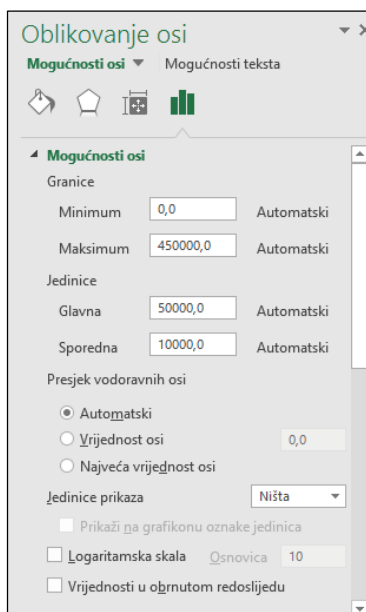 Oblikovanje osi
Mogućnosti osi Mogućnosti teksta
Mogućnosti osi
Granice
Minimum 0,0 Automatski
Maksimum 450000,0 Automatski
Jedinice
Glavna 50000,0 Automatski
Sporedna 10000,0 Automatski
Presjek vodoravnih osi
Automatski
Vrijednost osi 0,0
Najveća vrijednost osi
Jedinice prikaza Ništa
Prikaži na grafikonu oznake jedinica
Logaritamska skala Osnovica 10
Vrijednosti u obrnutom redoslijedu